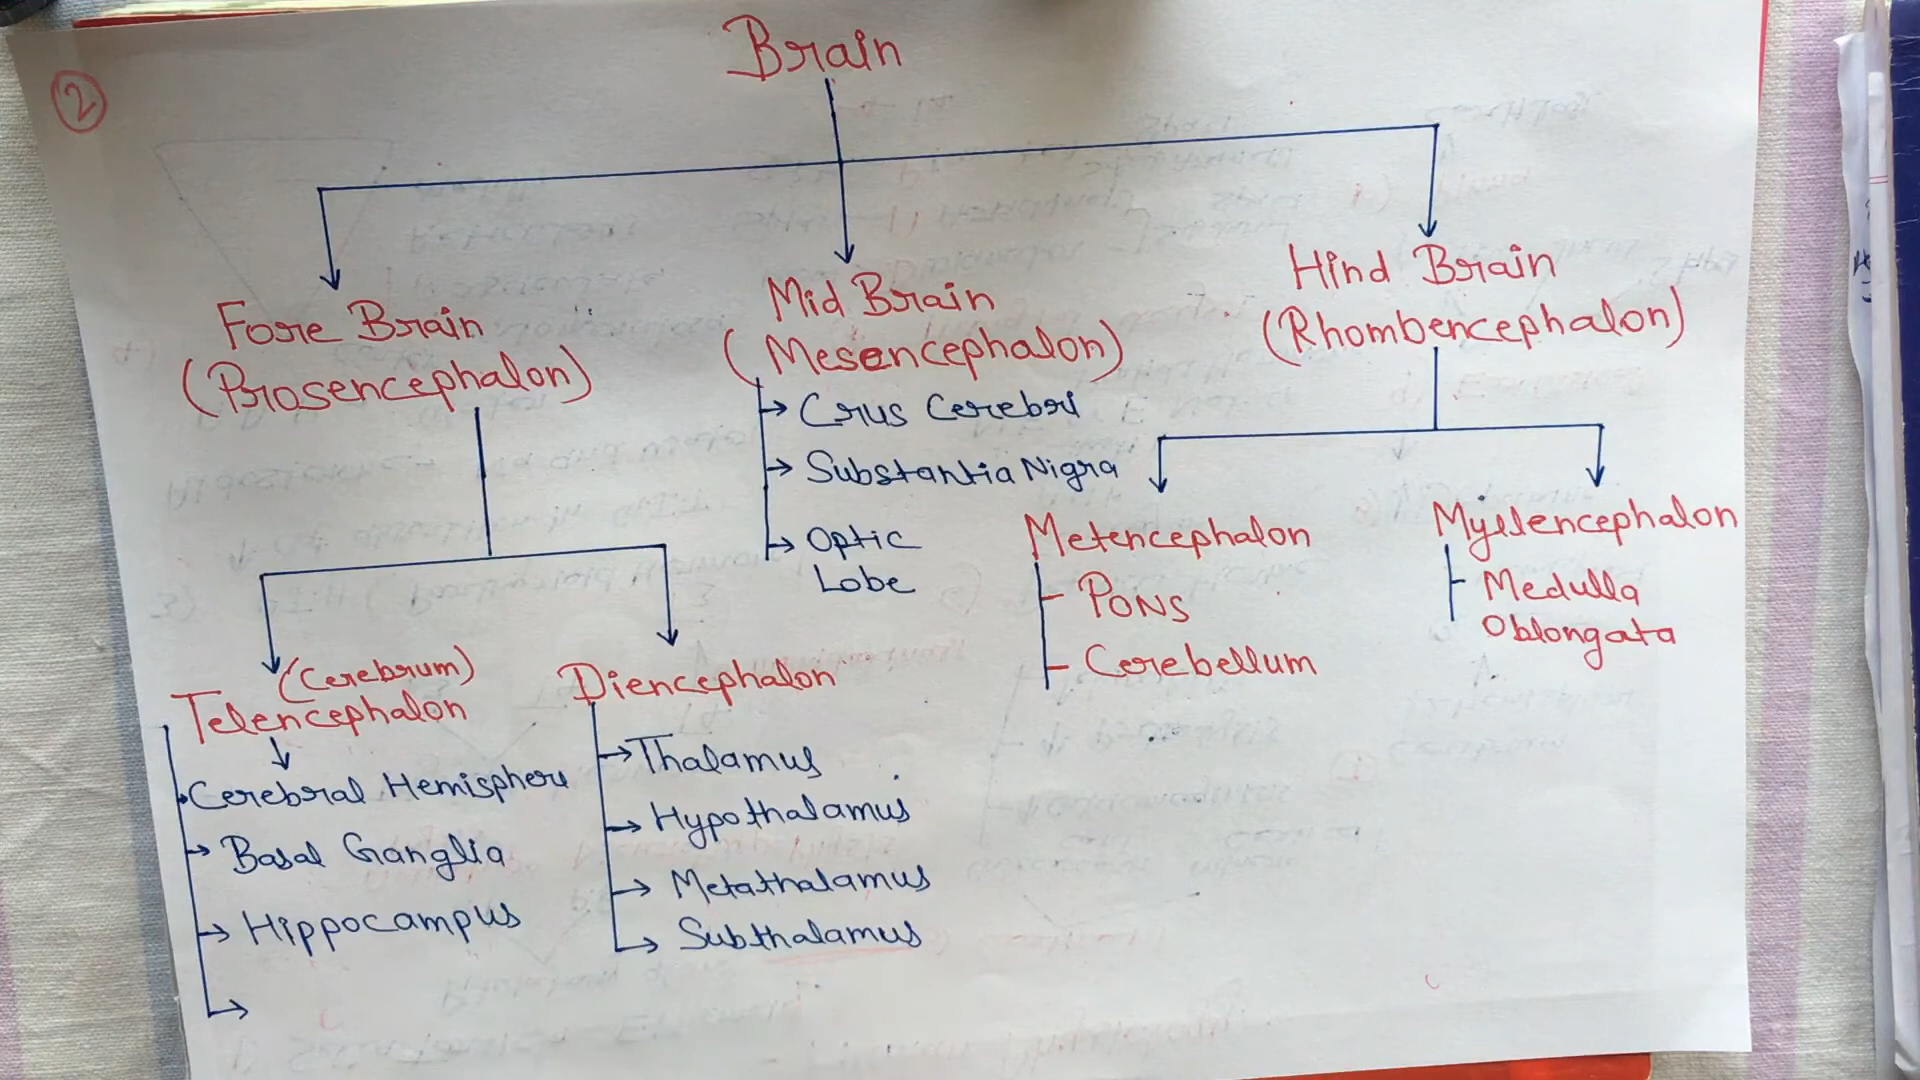 2
Brain
Fore Brain
(Prosencephalon)
Mid Brain
(Mesencephalon)
Crus Cerebri
Substantia Nigra
Optic
Lobe
Hind Brain
(Rhombencephalon)
Metencephalon
PONS
Cerebellum
Myelencephalon
Medulla
Oblongata
(Cerebrum)
Telencephalon
Cerebral Hemisphere
Basal Ganglia
Hippocampus
Diencephalon
Thalamus
Hypothalamus
Metathalamus
Subthalamus